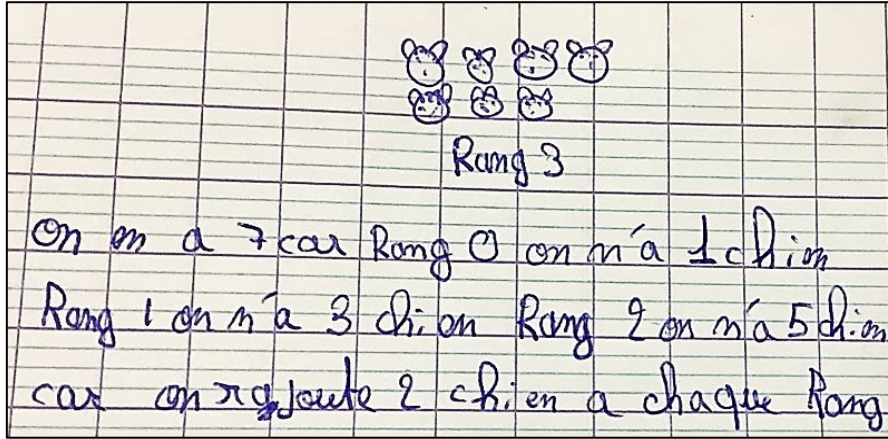 Rang 3
On en a 7 car Rang 0 on n'a 1 chien
Rang 1 on n'a 3 chien Rang 2 on n'a 5 chien
car on rajoute 2 chien a chaque Rang